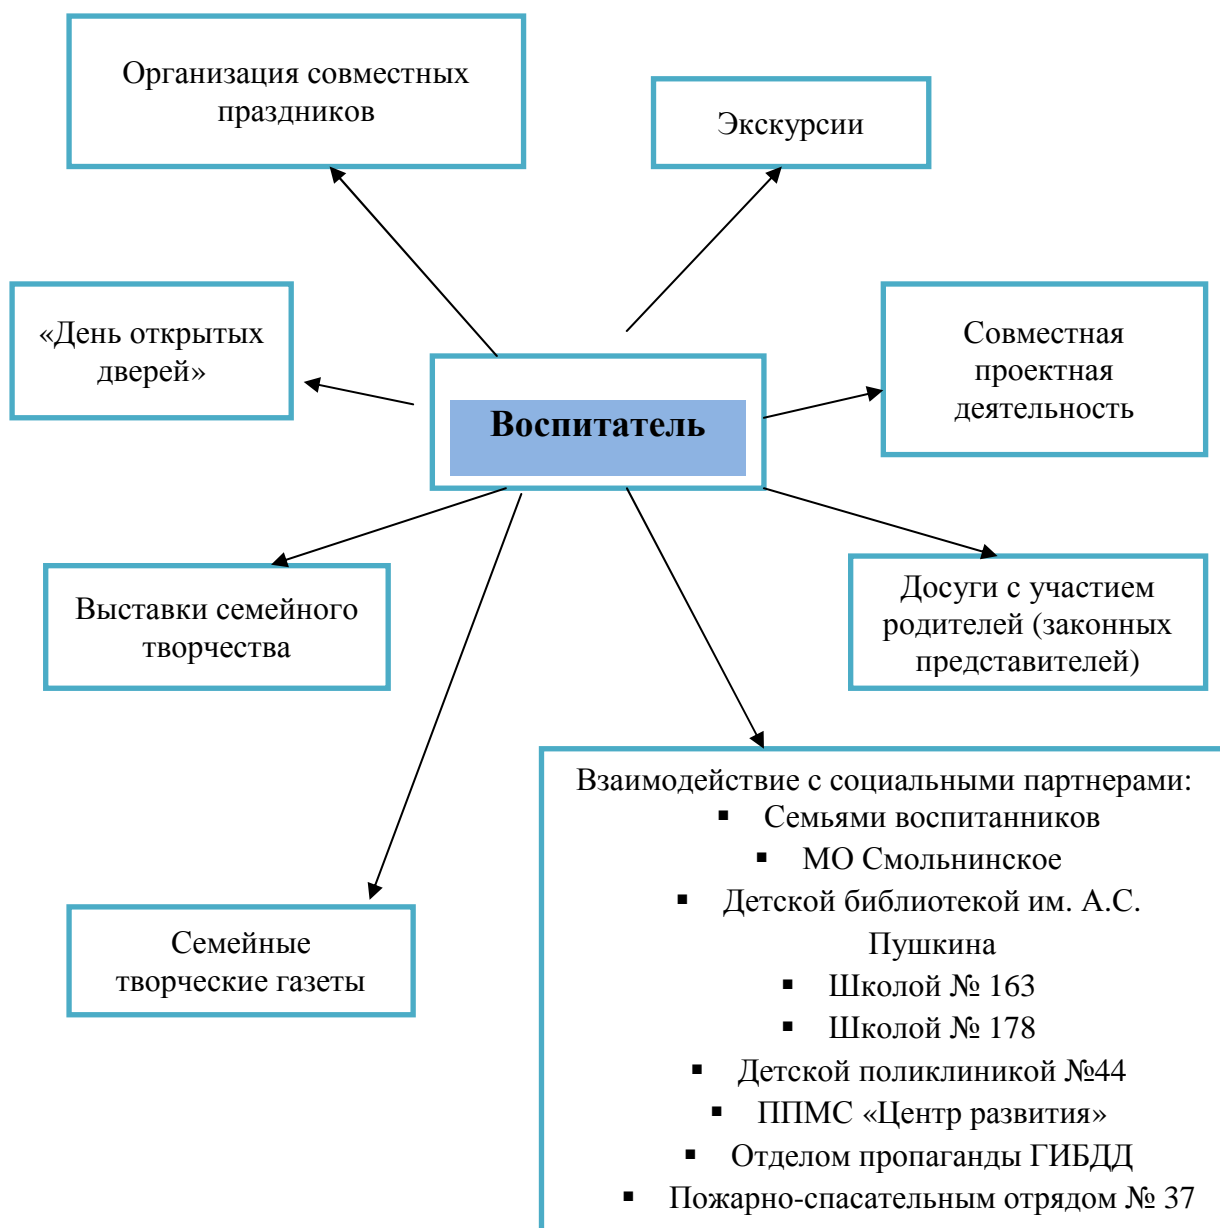 Организация совместных
праздников
Экскурсии
«День открытых
дверей»
Совместная
проектная
деятельность
Воспитатель
Выставки семейного
творчества
Досуги с участием
родителей (законных
представителей)
Семейные
творческие газеты
Взаимодействие с социальными партнерами:
▪ Семьями воспитанников
▪ МО Смольнинское
▪ Детской библиотекой им. А.С.
Пушкина
▪ Школой № 163
▪ Школой № 178
▪ Детской поликлиникой №44
▪ ППМС «Центр развития»
▪ Отделом пропаганды ГИБДД
▪ Пожарно-спасательным отрядом № 37